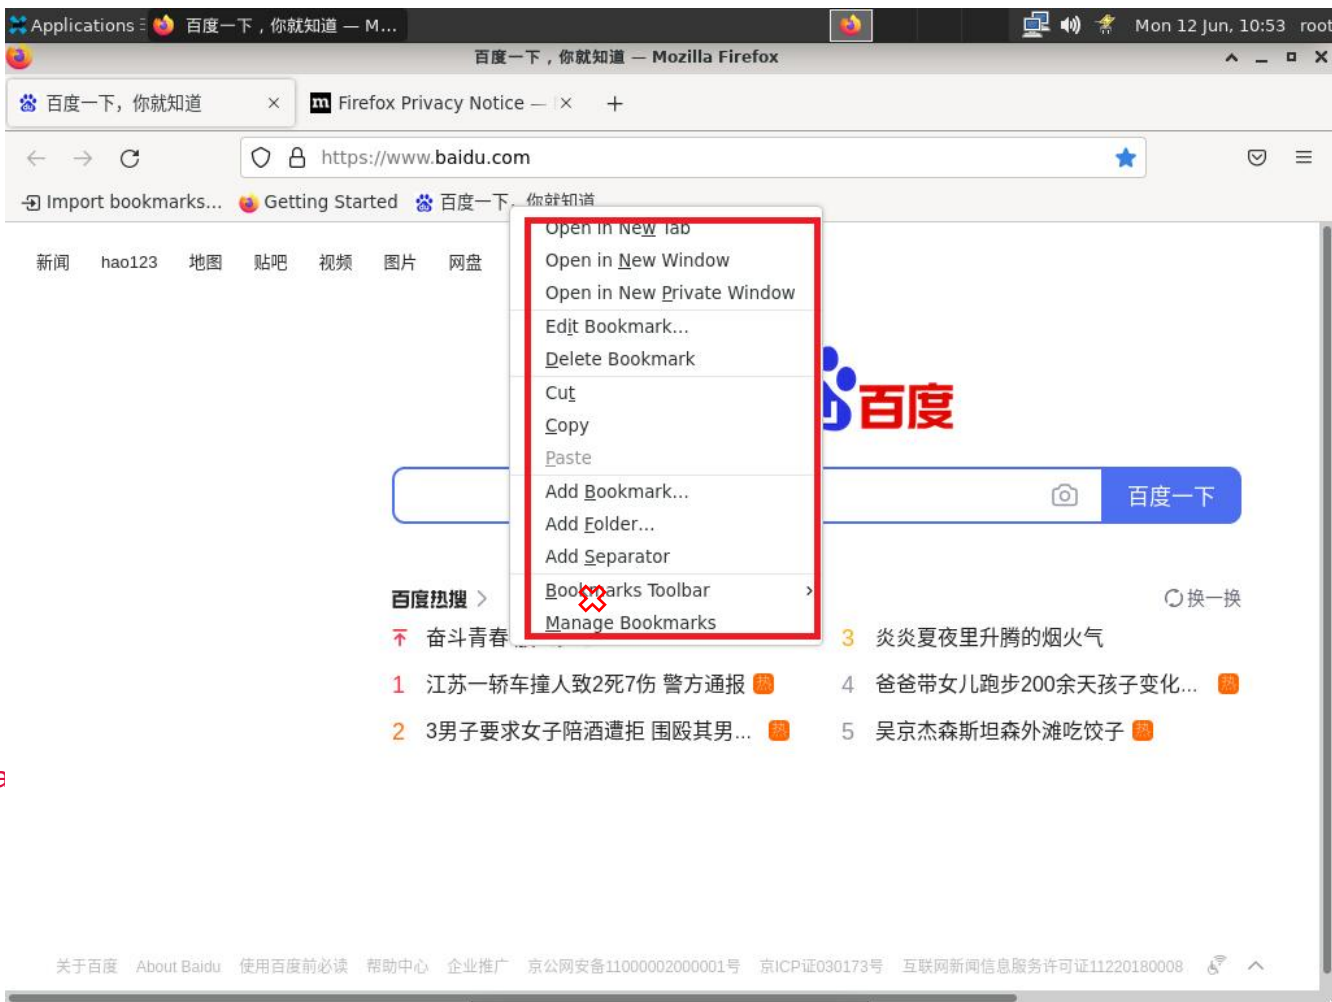 Applications 百度一下，你就知道 — M... Mon 12 Jun, 10:53 root
百度一下，你就知道 — Mozilla Firefox
百度一下，你就知道 × m Firefox Privacy Notice — × +
https://www.baidu.com
Import bookmarks... Getting Started 百度一下，你就知道
新闻 hao123 地图 贴吧 视频 图片 网盘
Open in New Tab
Open in New Window
Open in New Private Window
Edit Bookmark...
Delete Bookmark
Cut
Copy
Paste
Add Bookmark...
Add Folder...
Add Separator
Bookmarks Toolbar
Manage Bookmarks
百度
百度一下
百度热搜 换一换
奋斗青春
3 炎炎夏夜里升腾的烟火气
1 江苏一轿车撞人致2死7伤 警方通报 热
4 爸爸带女儿跑步200余天孩子变化... 热
2 3男子要求女子陪酒遭拒 围殴其男... 热
5 吴京杰森斯坦森外滩吃饺子 热
关于百度 About Baidu 使用百度前必读 帮助中心 企业推广 京公网安备11000002000001号 京ICP证030173号 互联网新闻信息服务许可证11220180008